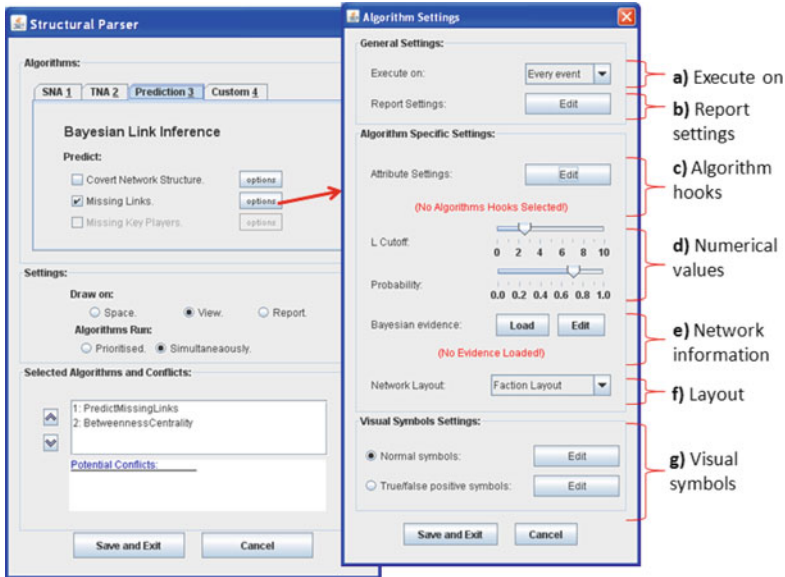 Structural Parser
Algorithms:
SNA 1 TNA 2 Prediction 3 Custom 4
Bayesian Link Inference
Predict:
Covert Network Structure. options
Missing Links. options
Missing Key Players. options
Settings:
Draw on:
Space. View. Report.
Algorithms Run:
Prioritised. Simultaneaously.
Selected Algorithms and Conflicts:
1: PredictMissingLinks
2: BetweennessCentrality
Potential Conflicts:
Save and Exit Cancel
Algorithm Settings
General Settings:
Execute on: Every event
Report Settings: Edit
Algorithm Specific Settings:
Attribute Settings: Edit
(No Algorithms Hooks Selected!)
L Cutoff:
0 2 4 6 8 10
Probability:
0.0 0.2 0.4 0.6 0.8 1.0
Bayesian evidence: Load Edit
(No Evidence Loaded!)
Network Layout: Faction Layout
Visual Symbols Settings:
Normal symbols: Edit
True/false positive symbols: Edit
Save and Exit Cancel
a) Execute on
b) Report
settings
c) Algorithm
hooks
d) Numerical
values
e) Network
information
f) Layout
g) Visual
symbols